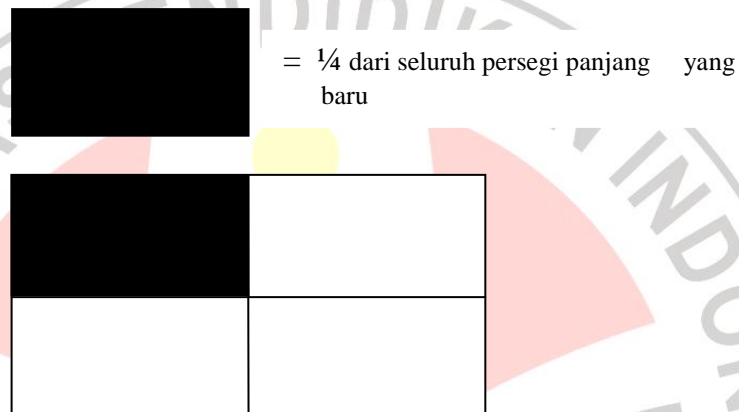 = ¼ dari seluruh persegi panjang yang
baru